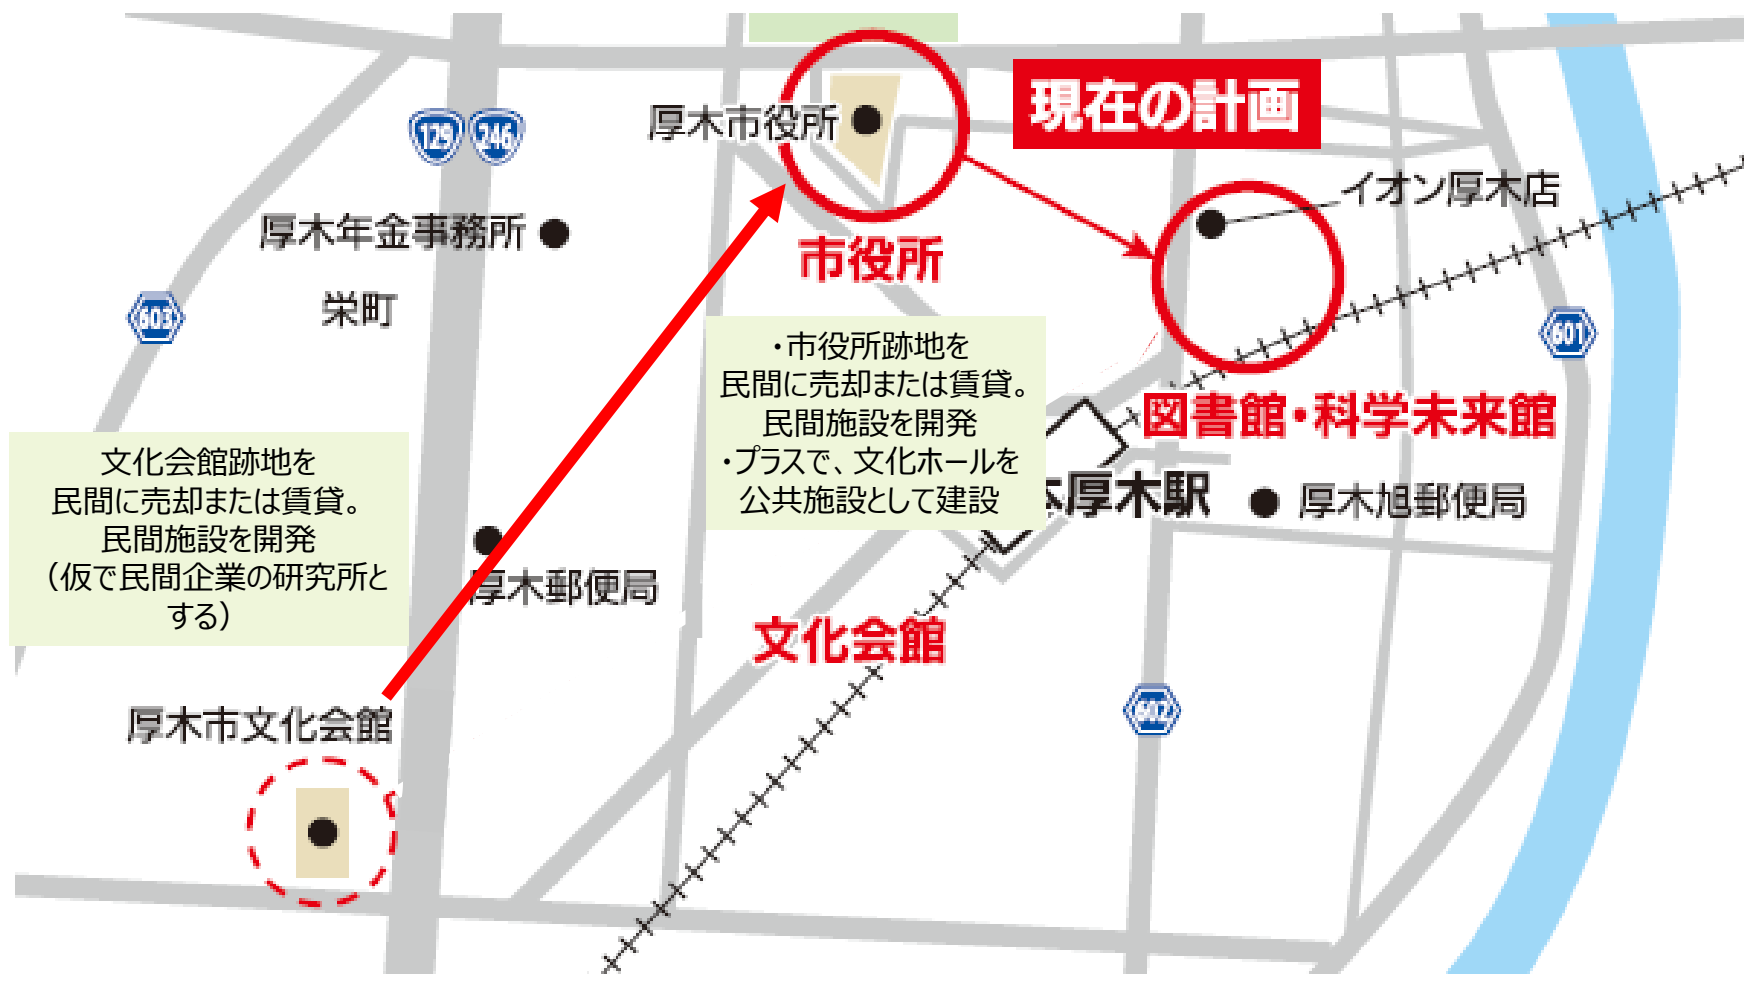 現在の計画
厚木市役所
129
246
イオン厚木店
厚木年金事務所
市役所
栄町
603
601
・市役所跡地を
民間に売却または賃貸。
民間施設を開発
・プラスで、文化ホールを
公共施設として建設
図書館・科学未来館
文化会館跡地を
民間に売却または賃貸。
民間施設を開発
（仮で民間企業の研究所と
する）
本厚木駅
厚木旭郵便局
厚木郵便局
文化会館
602
厚木市文化会館